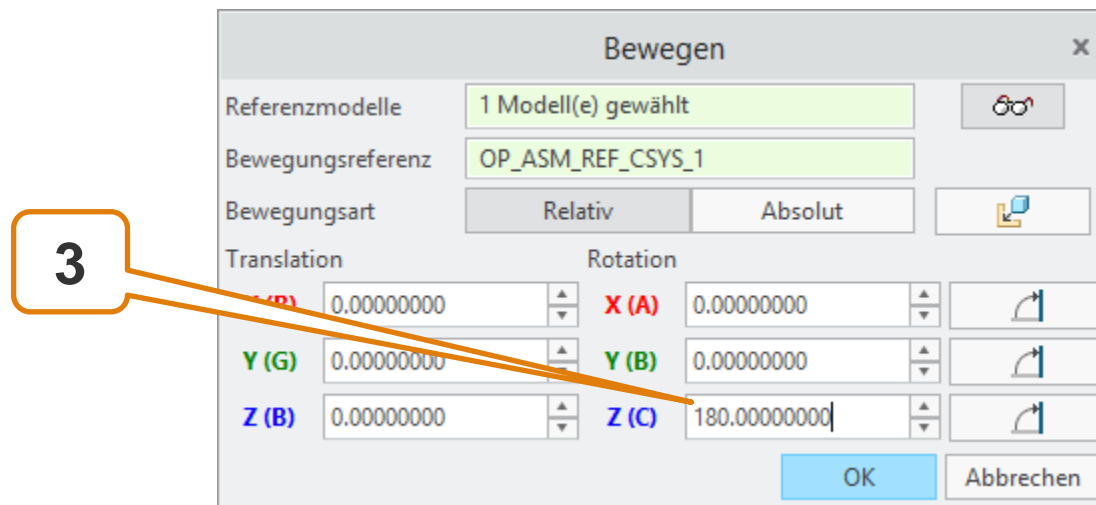 Bewegen x
Referenzmodelle 1 Modell(e) gewählt
Bewegungsreferenz OP_ASM_REF_CSYS_1
Bewegungsart Relativ Absolut
3
Translation Rotation
0.00000000 X (A) 0.00000000
Y (G) 0.00000000 Y (B) 0.00000000
Z (B) 0.00000000 Z (C) 180.00000000
OK Abbrechen